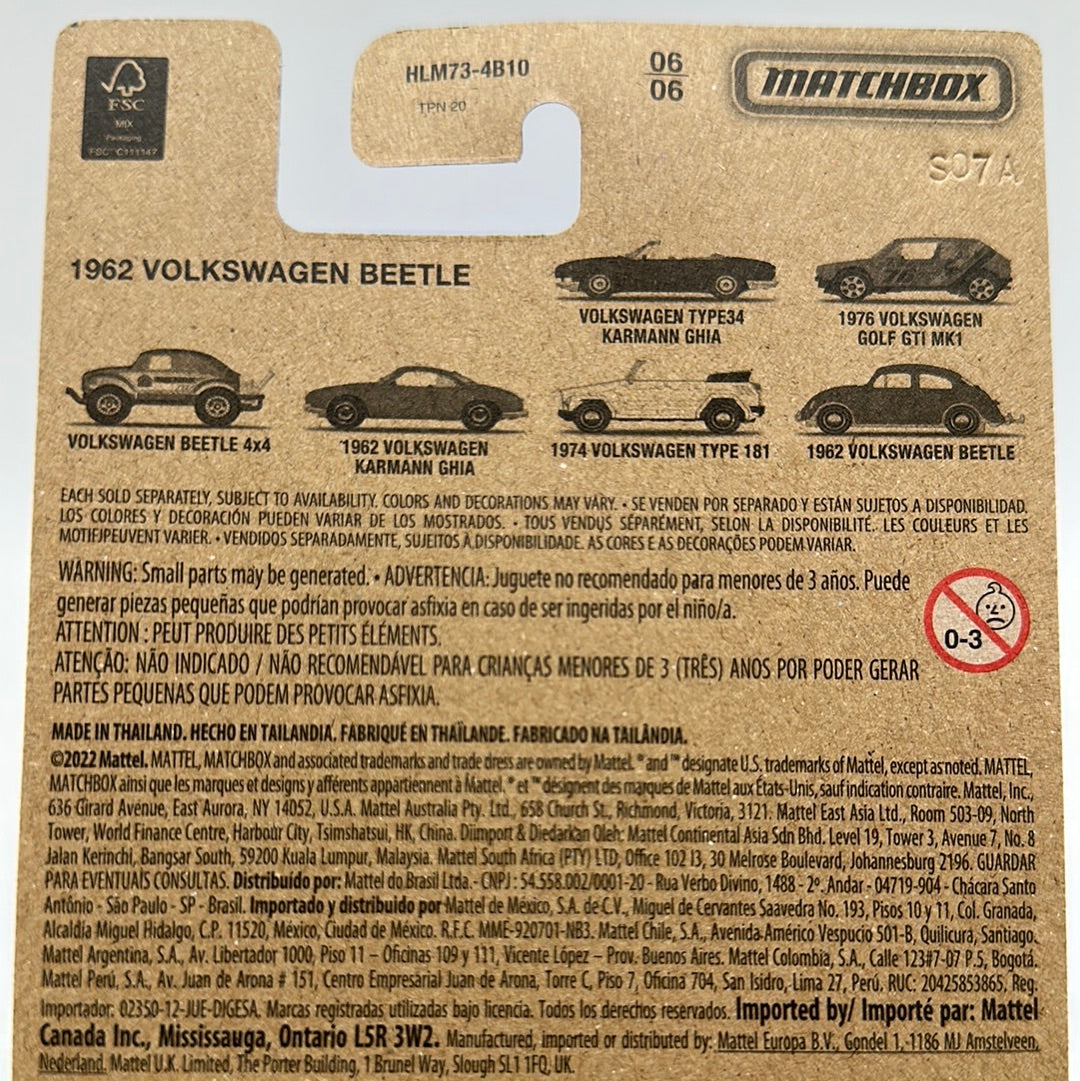 FSC
MIX
Packaging
FSC® C111147
HLM73-4B10
TPN 20
06
06
MATCHBOX
S07A
1962 VOLKSWAGEN BEETLE
VOLKSWAGEN TYPE34
KARMANN GHIA
1976 VOLKSWAGEN
GOLF GTI MK1
VOLKSWAGEN BEETLE 4x4
1962 VOLKSWAGEN
KARMANN GHIA
1974 VOLKSWAGEN TYPE 181
1962 VOLKSWAGEN BEETLE
EACH SOLD SEPARATELY, SUBJECT TO AVAILABILITY. COLORS AND DECORATIONS MAY VARY. • SE VENDEN POR SEPARADO Y ESTÁN SUJETOS A DISPONIBILIDAD.
LOS COLORES Y DECORACIÓN PUEDEN VARIAR DE LOS MOSTRADOS. • TOUS VENDUS SÉPARÉMENT, SELON LA DISPONIBILITÉ. LES COULEURS ET LES
MOTIFJPEUVENT VARIER. • VENDIDOS SEPARADAMENTE, SUJEITOS À DISPONIBILIDADE. AS CORES E AS DECORAÇÕES PODEM VARIAR.
WARNING: Small parts may be generated. • ADVERTENCIA: Juguete no recomendado para menores de 3 años. Puede
generar piezas pequeñas que podrían provocar asfixia en caso de ser ingeridas por el niño/a.
ATTENTION : PEUT PRODUIRE DES PETITS ÉLÉMENTS.
ATENÇÃO: NÃO INDICADO / NÃO RECOMENDÁVEL PARA CRIANÇAS MENORES DE 3 (TRÊS) ANOS POR PODER GERAR
PARTES PEQUENAS QUE PODEM PROVOCAR ASFIXIA.
0-3
MADE IN THAILAND. HECHO EN TAILANDIA. FABRIQUÉ EN THAÏLANDE. FABRICADO NA TAILÂNDIA.
©2022 Mattel. MATTEL, MATCHBOX and associated trademarks and trade dress are owned by Mattel. ® and ™ designate U.S. trademarks of Mattel, except as noted. MATTEL,
MATCHBOX ainsi que les marques et designs y afférents appartiennent à Mattel. ® et ™ désignent des marques de Mattel aux États-Unis, sauf indication contraire. Mattel, Inc.,
636 Girard Avenue, East Aurora, NY 14052, U.S.A. Mattel Australia Pty. Ltd., 658 Church St., Richmond, Victoria, 3121. Mattel East Asia Ltd., Room 503-09, North
Tower, World Finance Centre, Harbour City, Tsimshatsui, HK, China. Diimport & Diedarkan Oleh: Mattel Continental Asia Sdn Bhd. Level 19, Tower 3, Avenue 7, No. 8
Jalan Kerinchi, Bangsar South, 59200 Kuala Lumpur, Malaysia. Mattel South Africa (PTY) LTD, Office 102 I3, 30 Melrose Boulevard, Johannesburg 2196. GUARDAR
PARA EVENTUAIS CONSULTAS. Distribuído por: Mattel do Brasil Ltda.- CNPJ : 54.558.002/0001-20 - Rua Verbo Divino, 1488 - 2º. Andar - 04719-904 - Chácara Santo
Antônio - São Paulo - SP - Brasil. Importado y distribuido por Mattel de México, S.A. de C.V., Miguel de Cervantes Saavedra No. 193, Pisos 10 y 11, Col. Granada,
Alcaldía Miguel Hidalgo, C.P. 11520, México, Ciudad de México. R.F.C. MME-920701-NB3. Mattel Chile, S.A., Avenida Américo Vespucio 501-B, Quilicura, Santiago.
Mattel Argentina, S.A., Av. Libertador 1000, Piso 11 – Oficinas 109 y 111, Vicente López – Prov. Buenos Aires. Mattel Colombia, S.A., Calle 123#7-07 P.5, Bogotá.
Mattel Perú, S.A., Av. Juan de Arona # 151, Centro Empresarial Juan de Arona, Torre C, Piso 7, Oficina 704, San Isidro, Lima 27, Perú. RUC: 20425853865, Reg.
Importador: 02350-12-JUE-DIGESA. Marcas registradas utilizadas bajo licencia. Todos los derechos reservados. Imported by/ Importé par: Mattel
Canada Inc., Mississauga, Ontario L5R 3W2. Manufactured, imported or distributed by: Mattel Europa B.V., Gondel 1, 1186 MJ Amstelveen,
Nederland. Mattel U.K. Limited, The Porter Building, 1 Brunel Way, Slough SL1 1FQ, UK.